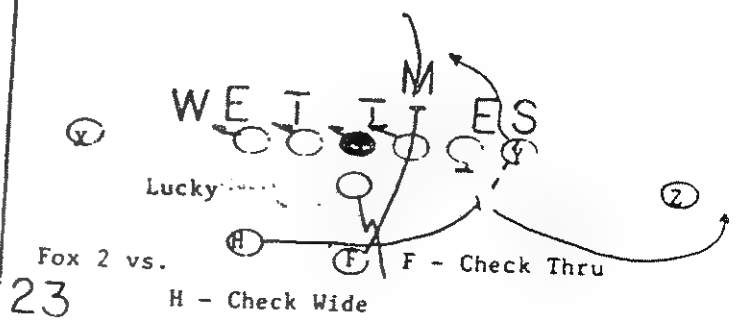 M
W E T T E S
X Y
Lucky Z
H F F - Check Thru
Fox 2 vs.
23 H - Check Wide